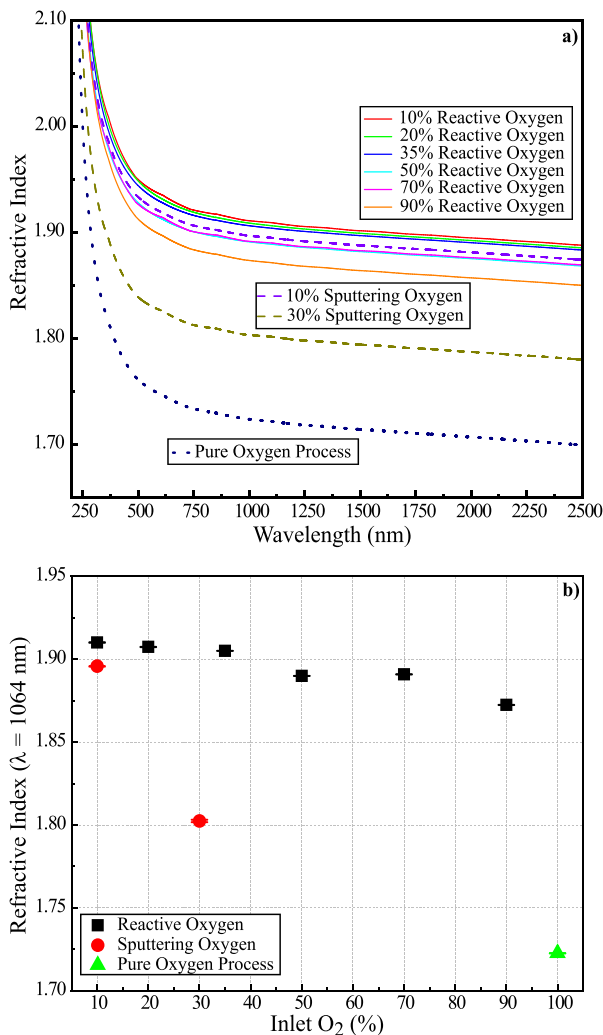 a)
2.10
2.00
1.90
1.80
1.70
Refractive Index
10% Reactive Oxygen
20% Reactive Oxygen
35% Reactive Oxygen
50% Reactive Oxygen
70% Reactive Oxygen
90% Reactive Oxygen
10% Sputtering Oxygen
30% Sputtering Oxygen
Pure Oxygen Process
250 500 750 1000 1250 1500 1750 2000 2250 2500
Wavelength (nm)
b)
1.95
1.90
1.85
1.80
1.75
1.70
Refractive Index (λ = 1064 nm)
Reactive Oxygen
Sputtering Oxygen
Pure Oxygen Process
10 20 30 40 50 60 70 80 90 100
Inlet O₂ (%)